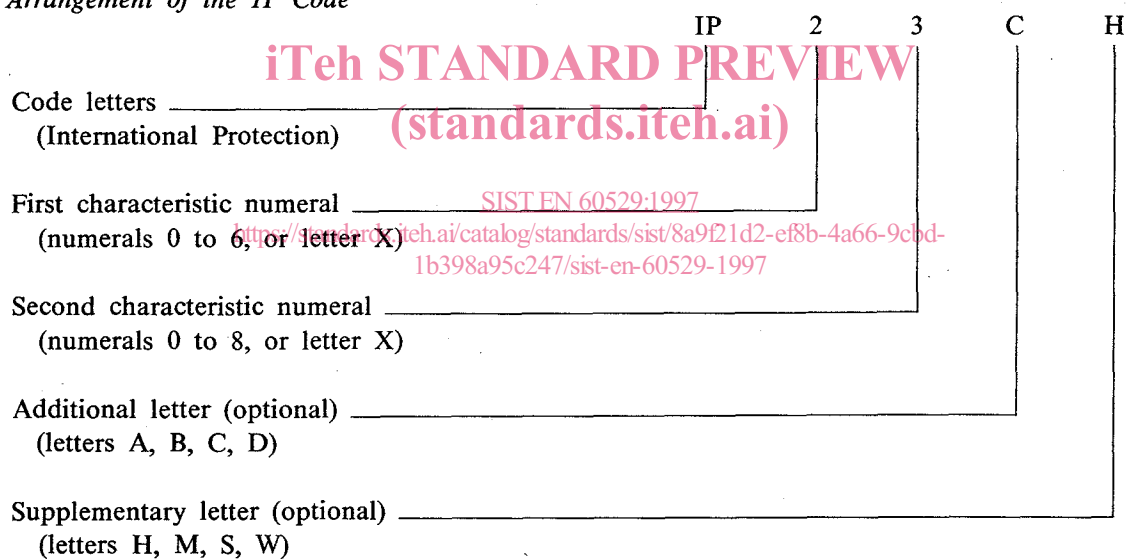 Arrangement of the IP Code
IP 2 3 C H
iTeh STANDARD PREVIEW
Code letters
(standards.iteh.ai)
(International Protection)
First characteristic numeral
SIST EN 60529:1997
(numerals 0 to 6, or letter X)
https://standards.iteh.ai/catalog/standards/sist/8a9f21d2-ef8b-4a66-9cbd-
1b398a95c247/sist-en-60529-1997
Second characteristic numeral
(numerals 0 to 8, or letter X)
Additional letter (optional)
(letters A, B, C, D)
Supplementary letter (optional)
(letters H, M, S, W)